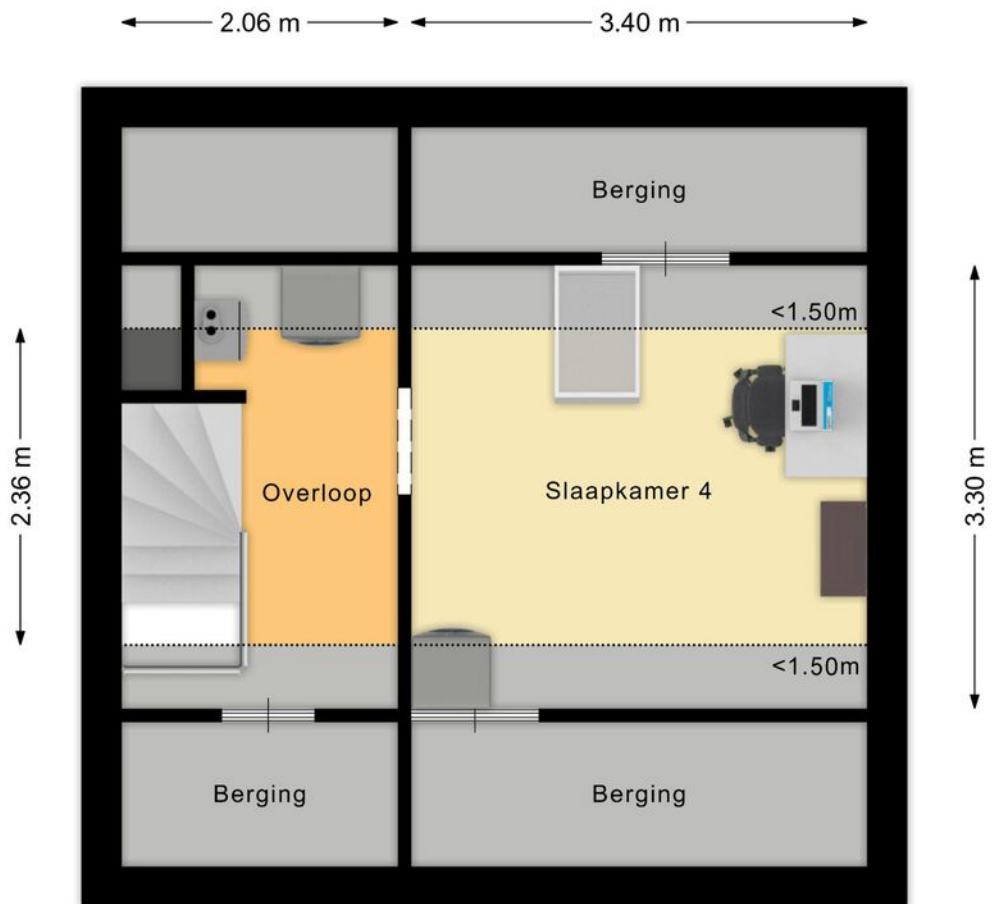 2.06 m
3.40 m
Berging
<1.50m
2.36 m
Overloop
Slaapkamer 4
3.30 m
<1.50m
Berging
Berging